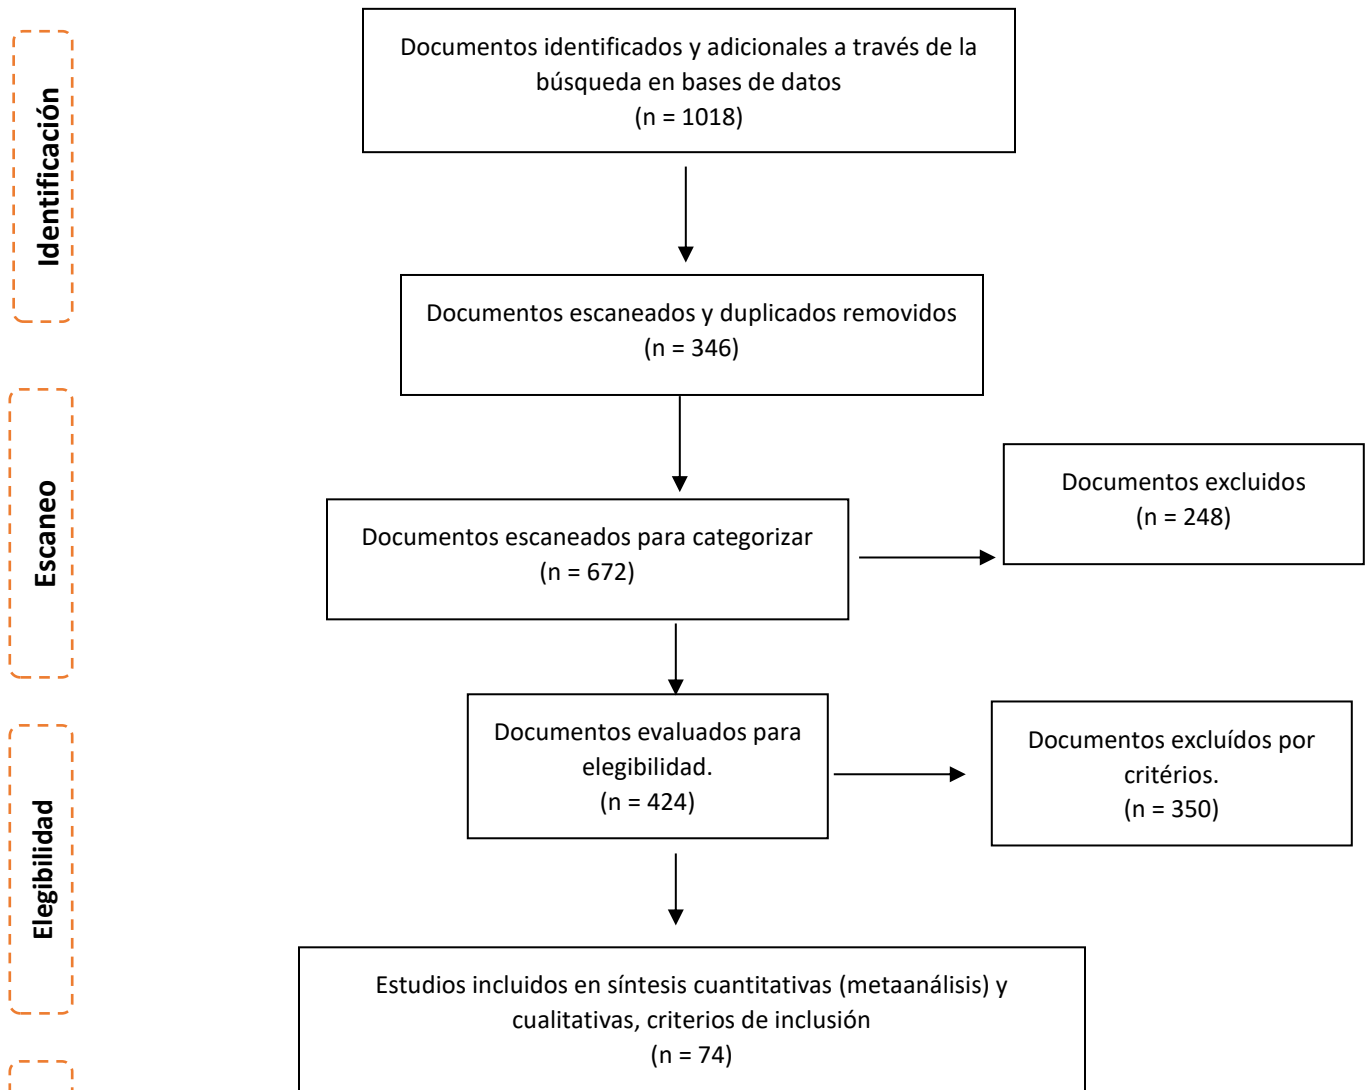 Identificación
Documentos identificados y adicionales a través de la
búsqueda en bases de datos
(n = 1018)
Documentos escaneados y duplicados removidos
(n = 346)
Escaneo
Documentos escaneados para categorizar
(n = 672)
Documentos excluidos
(n = 248)
Elegibilidad
Documentos evaluados para
elegibilidad.
(n = 424)
Documentos excluídos por
critérios.
(n = 350)
Estudios incluidos en síntesis cuantitativas (metaanálisis) y
cualitativas, criterios de inclusión
(n = 74)